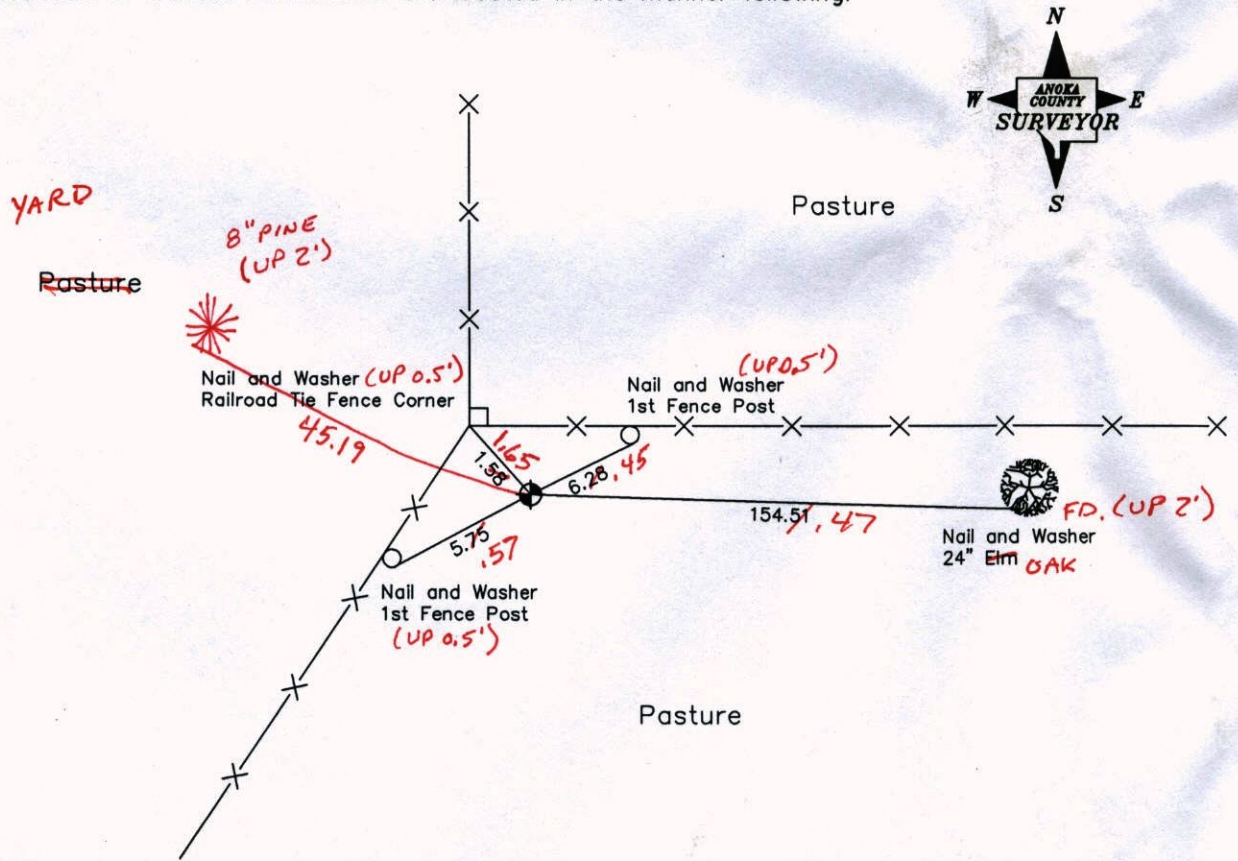 N
W ANOKA COUNTY E
SURVEYOR
S
YARD
Pasture
8" PINE
(UP 2')
Pasture
Nail and Washer (UP 0.5')
Railroad Tie Fence Corner
45.19
(UP 0.5')
Nail and Washer
1st Fence Post
1.58 1.65
6.28 .45
154.51 .47
FD. (UP 2')
Nail and Washer
24" Elm OAK
5.75 .57
Nail and Washer
1st Fence Post
(UP 0.5')
Pasture